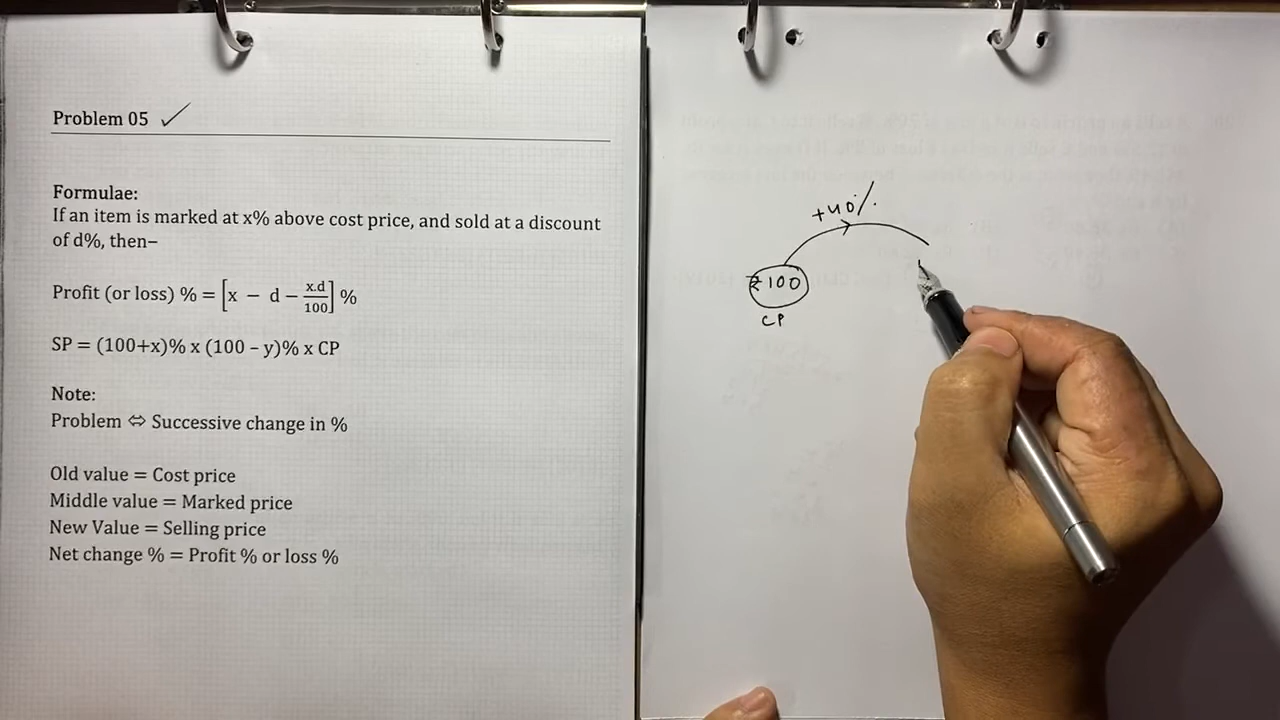 Problem 05 ✓
Formulae:
If an item is marked at x% above cost price, and sold at a discount
of d%, then–
Profit (or loss) % = [x − d − x.d/100] %
SP = (100+x)% x (100 – y)% x CP
Note:
Problem ⇔ Successive change in %
Old value = Cost price
Middle value = Marked price
New Value = Selling price
Net change % = Profit % or loss %
+40%
₹100
CP